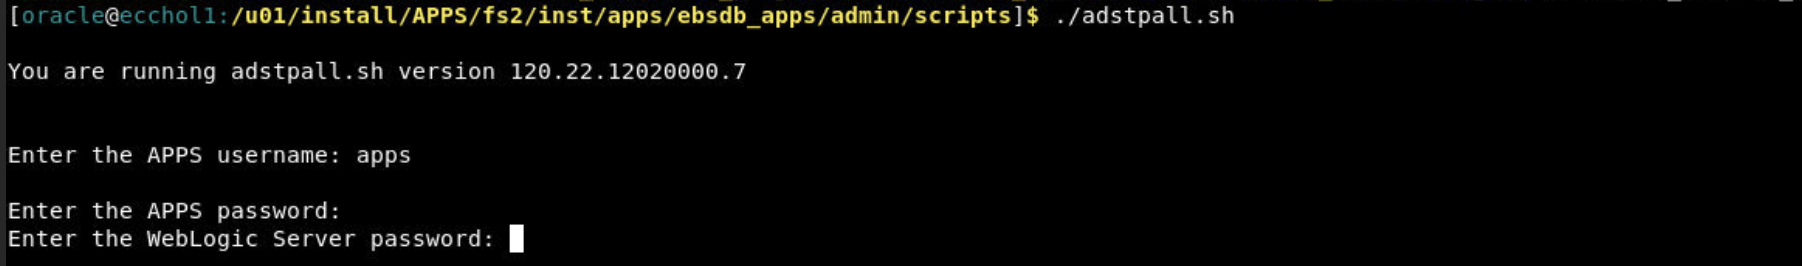 [oracle@ecchol1:/u01/install/APPS/fs2/inst/apps/ebsdb_apps/admin/scripts]$ ./adstpall.sh
You are running adstpall.sh version 120.22.12020000.7
Enter the APPS username: apps
Enter the APPS password:
Enter the WebLogic Server password: